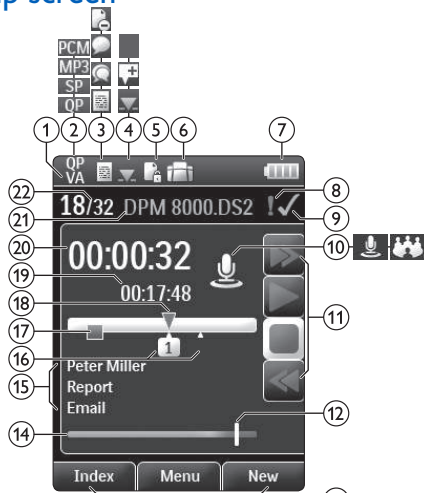 p screen
PCM
MP3
SP
QP
1 2 3 4 5 6 7
QP
VA
22 18/32 DPM 8000.DS2 ! 8
21 9
20 00:00:32 10
19 00:17:48
18
11
17
1
16
Peter Miller
15 Report
Email
12
14
Index Menu New